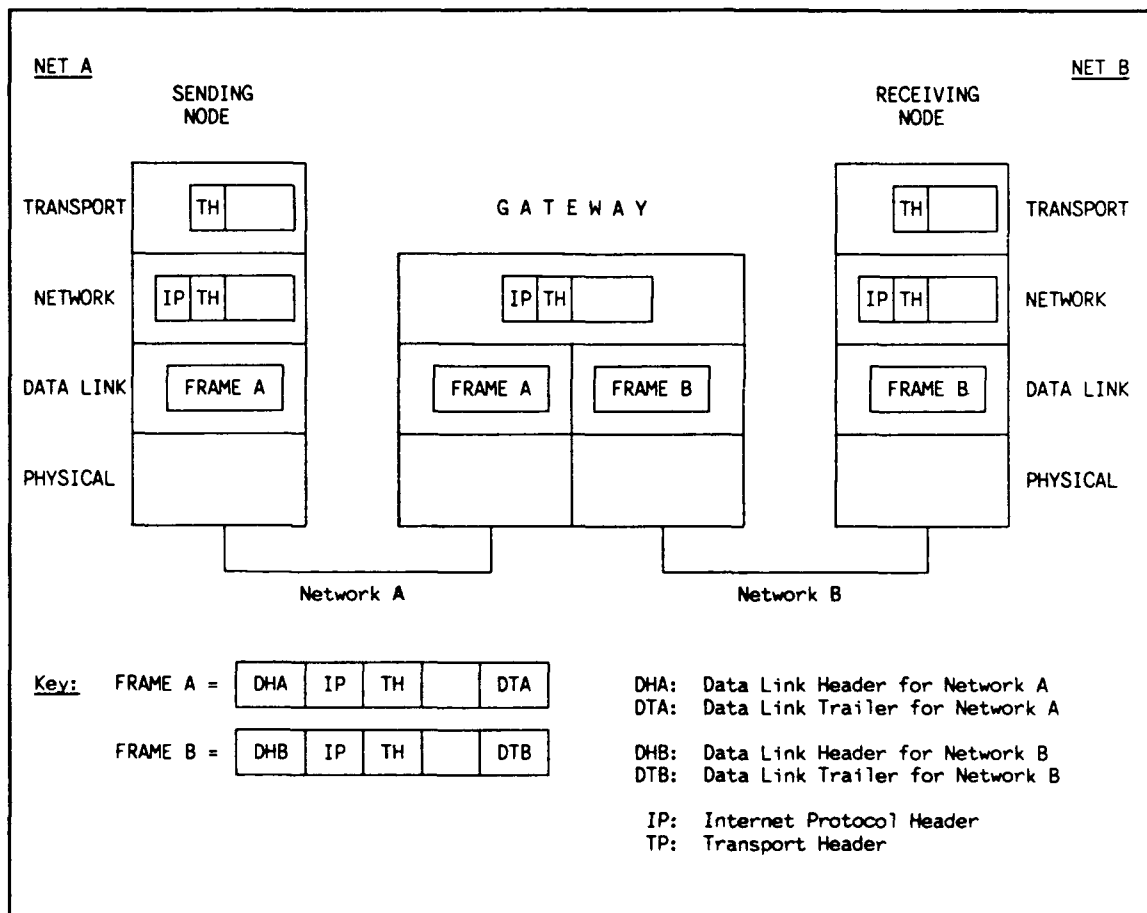 NET A
NET B
SENDING
NODE
RECEIVING
NODE
TRANSPORT
TH
G A T E W A Y
TH
TRANSPORT
NETWORK
IP TH
IP TH
IP TH
NETWORK
DATA LINK
FRAME A
FRAME A
FRAME B
FRAME B
DATA LINK
PHYSICAL
PHYSICAL
Network A
Network B
Key:
FRAME A = DHA IP TH DTA
FRAME B = DHB IP TH DTB
DHA: Data Link Header for Network A
DTA: Data Link Trailer for Network A
DHB: Data Link Header for Network B
DTB: Data Link Trailer for Network B
IP: Internet Protocol Header
TP: Transport Header